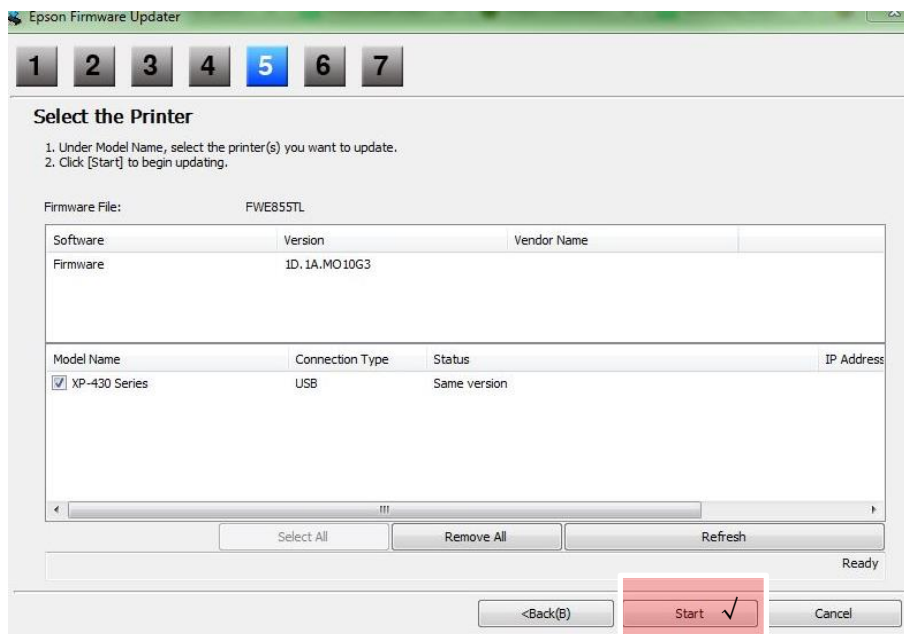 Epson Firmware Updater
1 2 3 4 5 6 7
Select the Printer
1. Under Model Name, select the printer(s) you want to update.
2. Click [Start] to begin updating.
Firmware File: FWE855TL
Software Version Vendor Name
Firmware 1D.1A.MO10G3
Model Name Connection Type Status IP Address
XP-430 Series USB Same version
Select All Remove All Refresh
Ready
<Back(B) Start √ Cancel